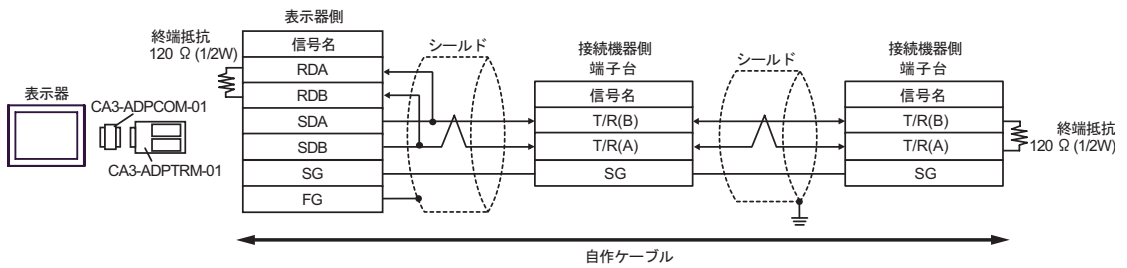 表示器側
終端抵抗
120 Ω (1/2W)
信号名
RDA
RDB
SDA
SDB
SG
FG
表示器
CA3-ADPCOM-01
CA3-ADPTRM-01
シールド
接続機器側
端子台
信号名
T/R(B)
T/R(A)
SG
シールド
接続機器側
端子台
信号名
T/R(B)
T/R(A)
SG
終端抵抗
120 Ω (1/2W)
自作ケーブル